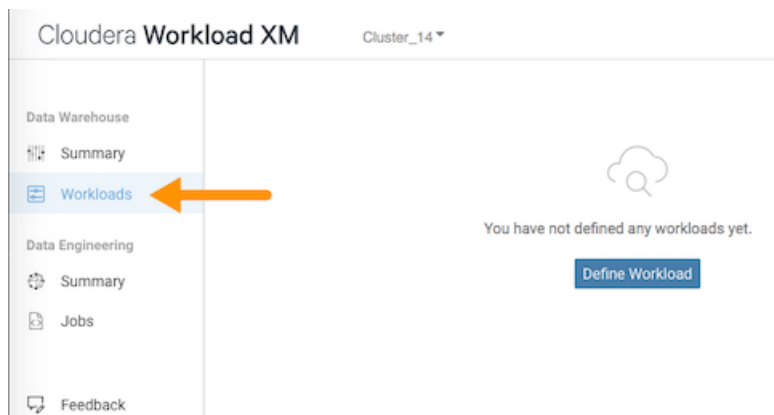 Cloudera Workload XM
Cluster_14
Data Warehouse
Summary
Workloads
Data Engineering
Summary
Jobs
Feedback
You have not defined any workloads yet.
Define Workload